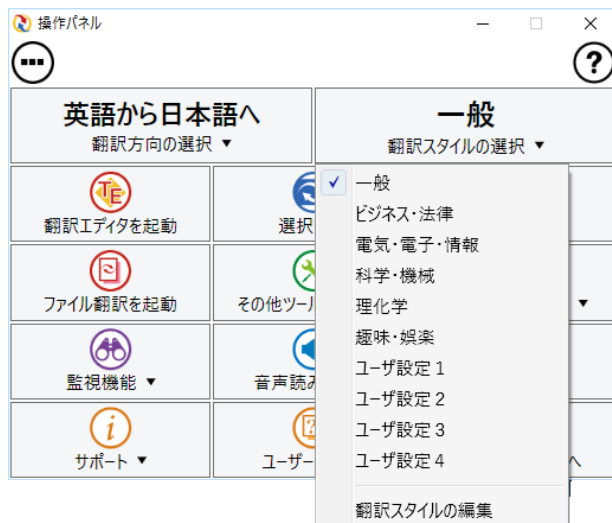 操作パネル
?
英語から日本語へ
翻訳方向の選択 ▼
一般
翻訳スタイルの選択 ▼
TE
翻訳エディタを起動
選択
ファイル翻訳を起動
その他ツール
▼
監視機能 ▼
音声読み
i
サポート ▼
?
ユーザー
へ
✓ 一般
ビジネス・法律
電気・電子・情報
科学・機械
理化学
趣味・娯楽
ユーザ設定 1
ユーザ設定 2
ユーザ設定 3
ユーザ設定 4
翻訳スタイルの編集